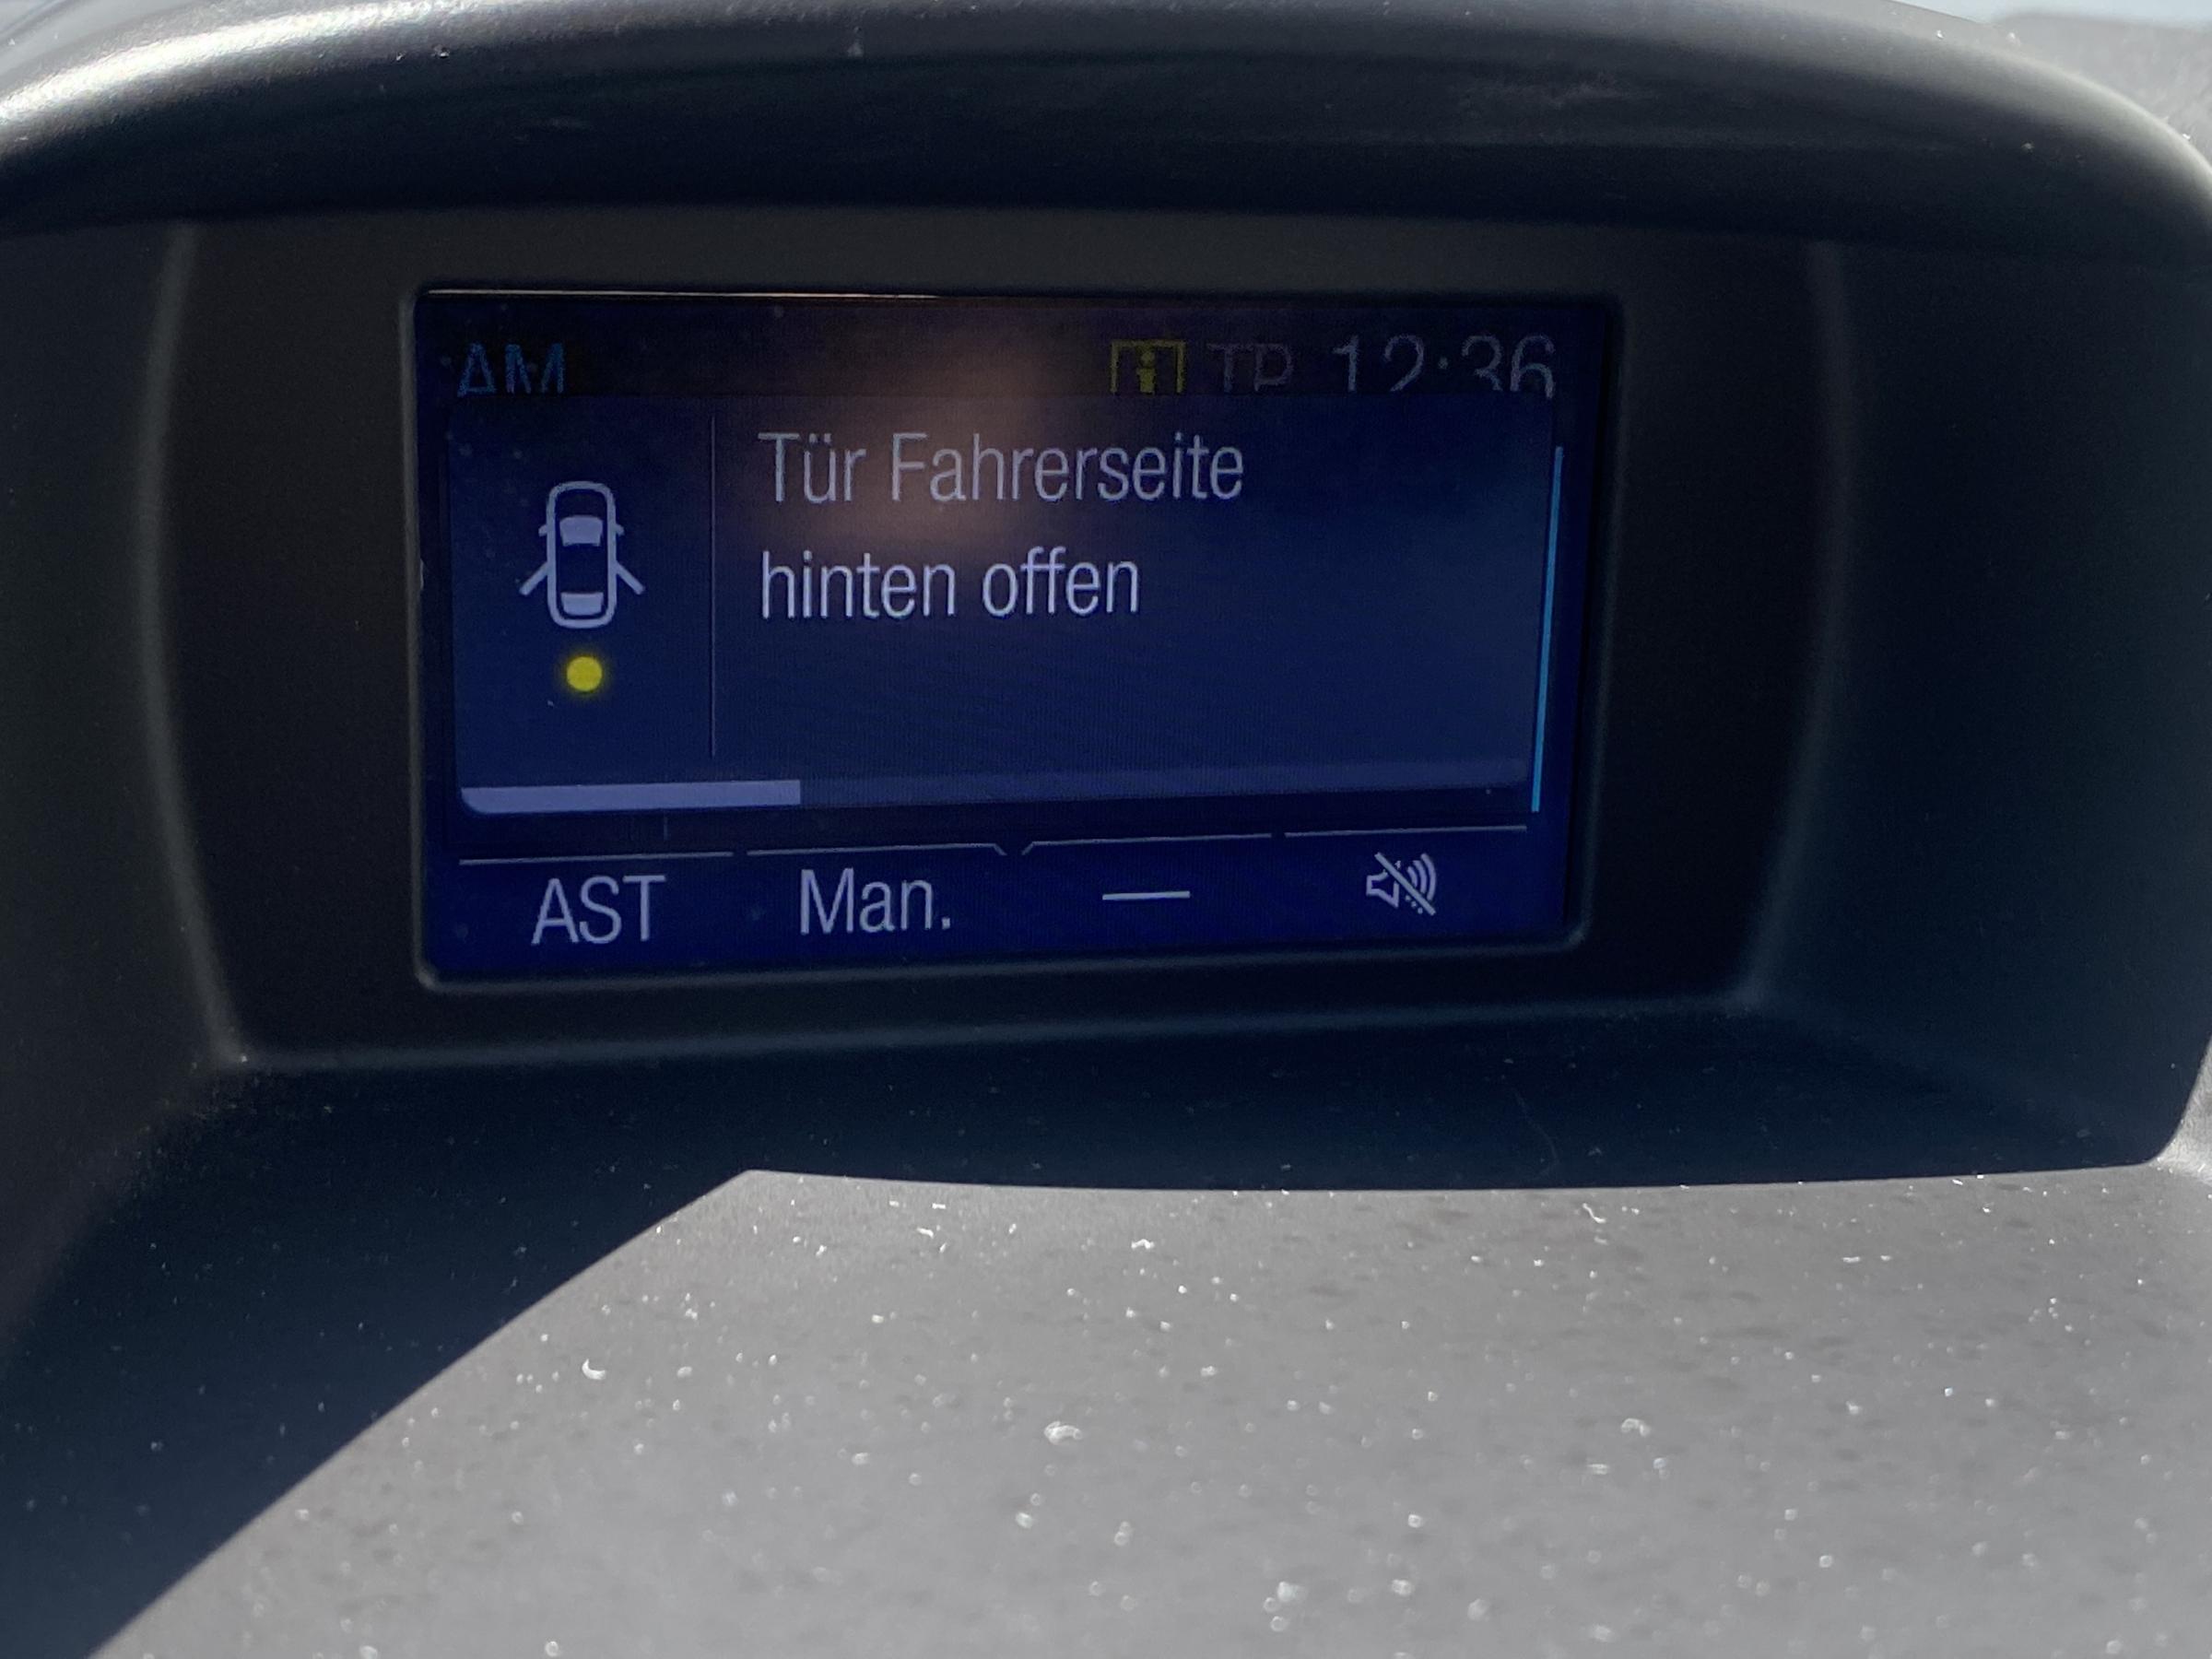 AM i TP 12:36
Tür Fahrerseite
hinten offen
AST Man. —